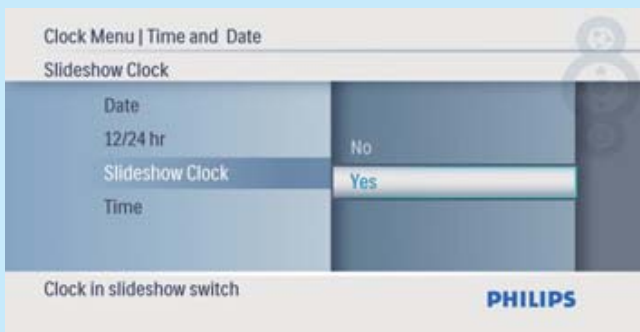 Clock Menu | Time and Date
Slideshow Clock
Date
12/24 hr
Slideshow Clock
Time
No
Yes
Clock in slideshow switch
PHILIPS